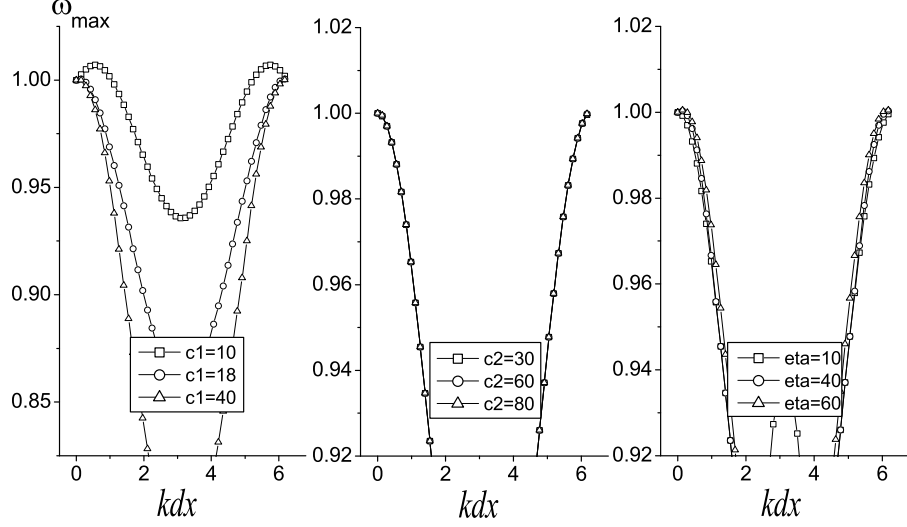 ω max
1.00
0.95
0.90
0.85
0 2 4 6
kdx
c1=10
c1=18
c1=40
1.02
1.00
0.98
0.96
0.94
0.92
0 2 4 6
kdx
c2=30
c2=60
c2=80
1.02
1.00
0.98
0.96
0.94
0.92
0 2 4 6
kdx
eta=10
eta=40
eta=60